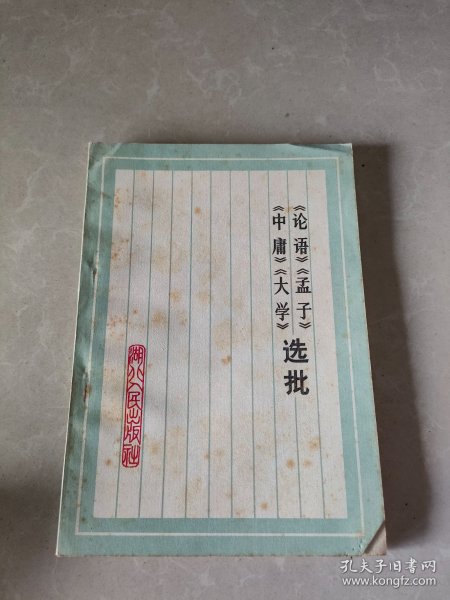 《论语》《孟子》
《中庸》《大学》
选批
湖北人民出版社
孔夫子旧书网
www.kongfz.com